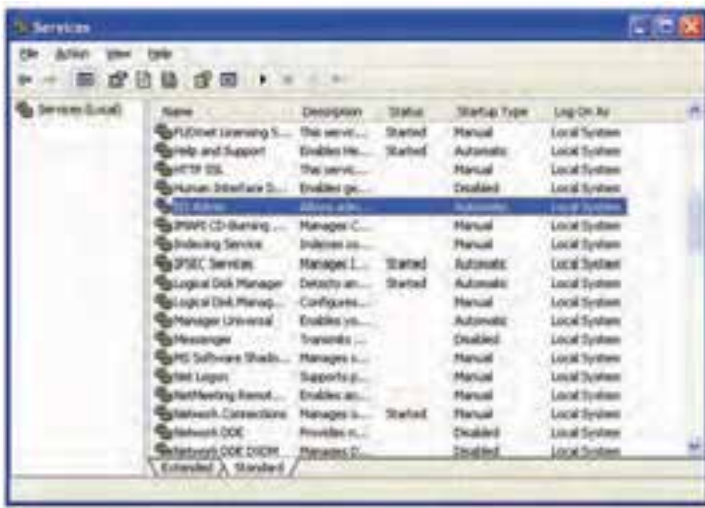 Services
File Action View Help
Services (Local)
Name Description Status Startup Type Log On As
Licensing S... This servic... Started Manual Local System
Help and Support Enables He... Started Automatic Local System
HTTP SSL This servic... Manual Local System
Human Interface D... Enables ge... Disabled Local System
Admin Allows adm... Automatic Local System
IMAPI CD-Burning ... Manages C... Manual Local System
Indexing Service Indexes co... Manual Local System
IPSEC Services Manages I... Started Automatic Local System
Logical Disk Manager Detects an... Started Automatic Local System
Logical Disk Manag... Configures... Manual Local System
Manager Universal Enables yo... Automatic Local System
Messenger Transmits ... Disabled Local System
MS Software Shado... Manages s... Manual Local System
Net Logon Supports p... Manual Local System
NetMeeting Remot... Enables an... Manual Local System
Network Connections Manages o... Started Manual Local System
Network DDE Provides n... Disabled Local System
Network DDE DSDM Manages D... Disabled Local System
Extended Standard